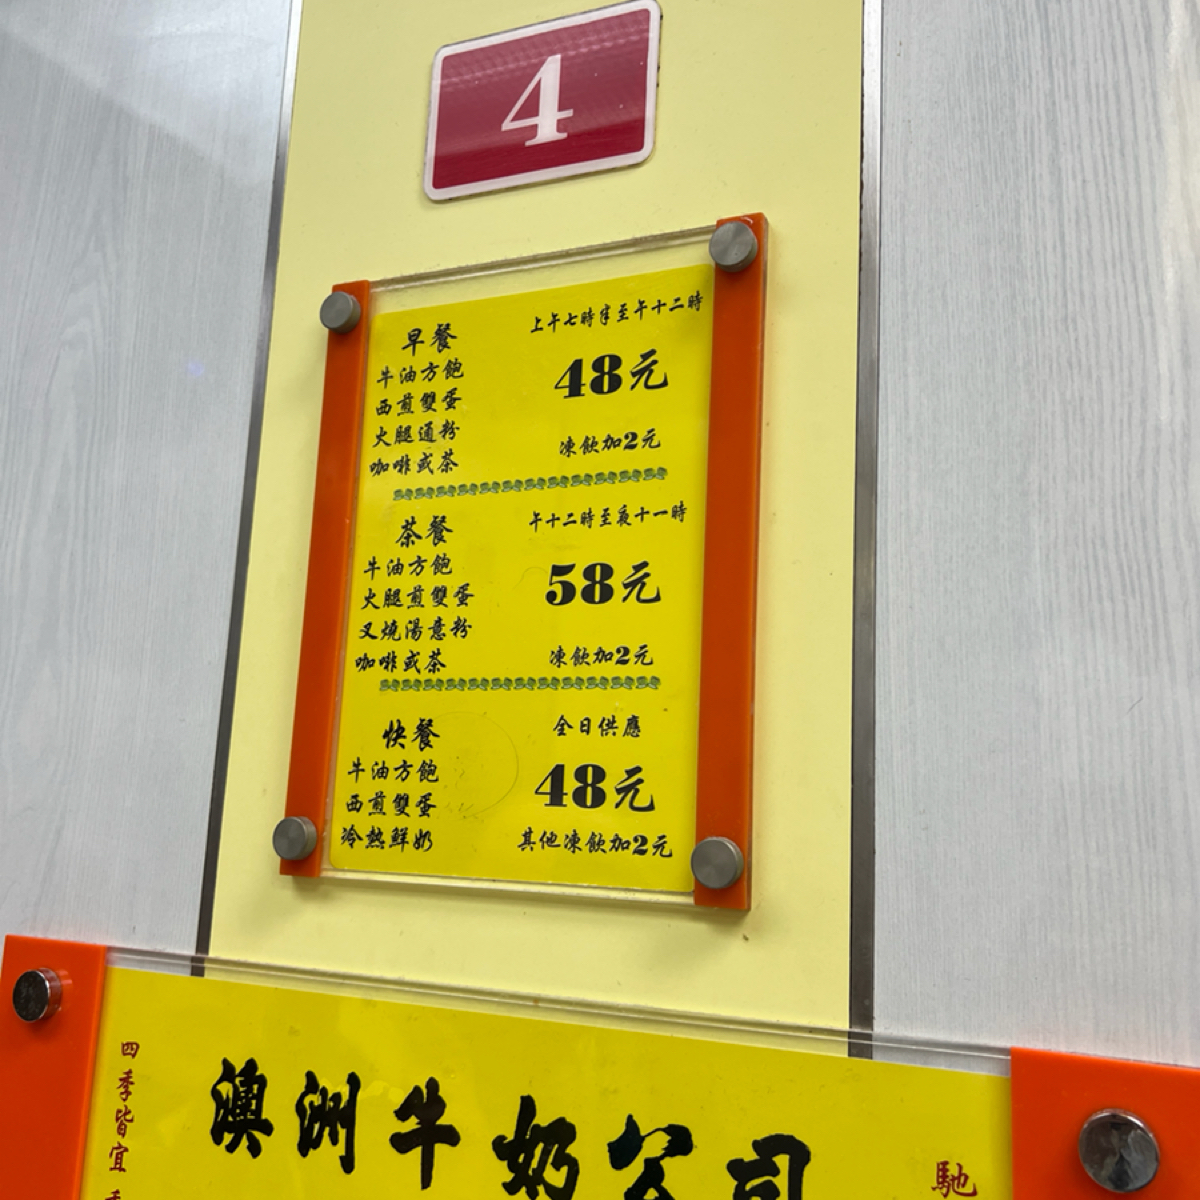 4
早餐 上午七時半至午十二時
牛油方飽
西煎雙蛋 48元
火腿通粉
咖啡或茶 凍飲加2元
茶餐 午十二時至夜十一時
牛油方飽
火腿煎雙蛋 58元
叉燒湯意粉
咖啡或茶 凍飲加2元
快餐 全日供應
牛油方飽
西煎雙蛋 48元
冷熱鮮奶 其他凍飲加2元
澳洲牛奶公司
四季皆宜
馳